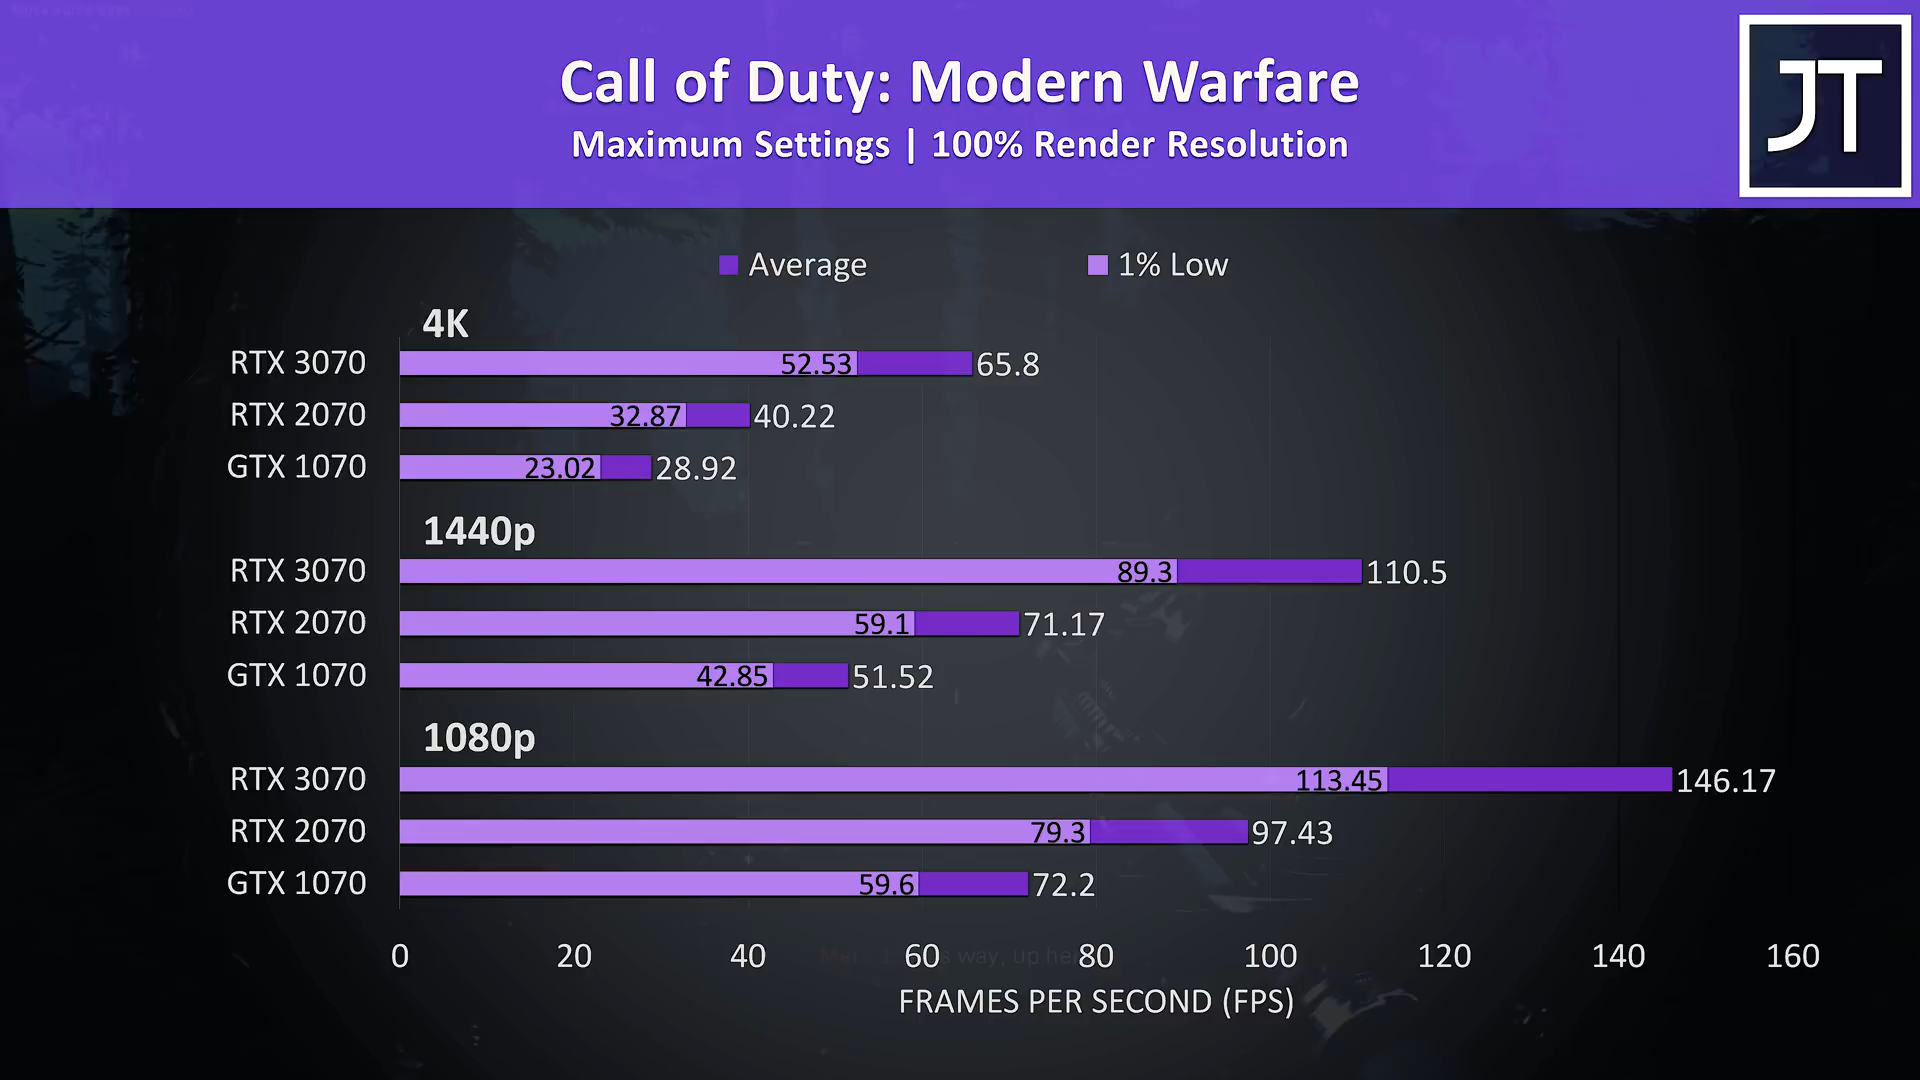 Call of Duty: Modern Warfare
Maximum Settings | 100% Render Resolution
JT
Average 1% Low
4K
RTX 3070 52.53 65.8
RTX 2070 32.87 40.22
GTX 1070 23.02 28.92
1440p
RTX 3070 89.3 110.5
RTX 2070 59.1 71.17
GTX 1070 42.85 51.52
1080p
RTX 3070 113.45 146.17
RTX 2070 79.3 97.43
GTX 1070 59.6 72.2
0 20 40 60 80 100 120 140 160
way, up
FRAMES PER SECOND (FPS)